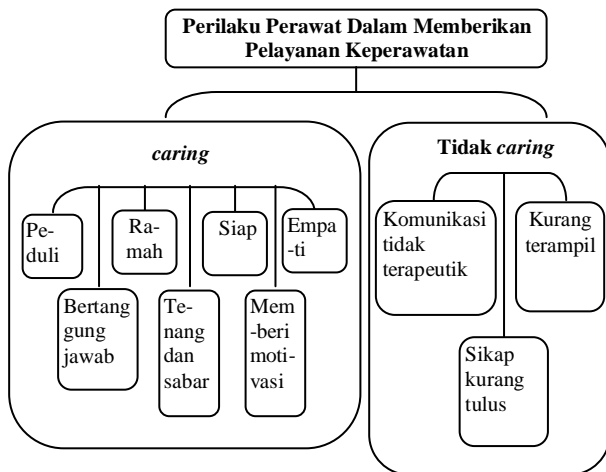 Perilaku Perawat Dalam Memberikan
Pelayanan Keperawatan
caring
Pe-
duli
Ra-
mah
Siap
Empa
-ti
Bertang
gung
jawab
Te-
nang
dan
sabar
Mem
-beri
moti-
vasi
Tidak caring
Komunikasi
tidak
terapeutik
Kurang
terampil
Sikap
kurang
tulus